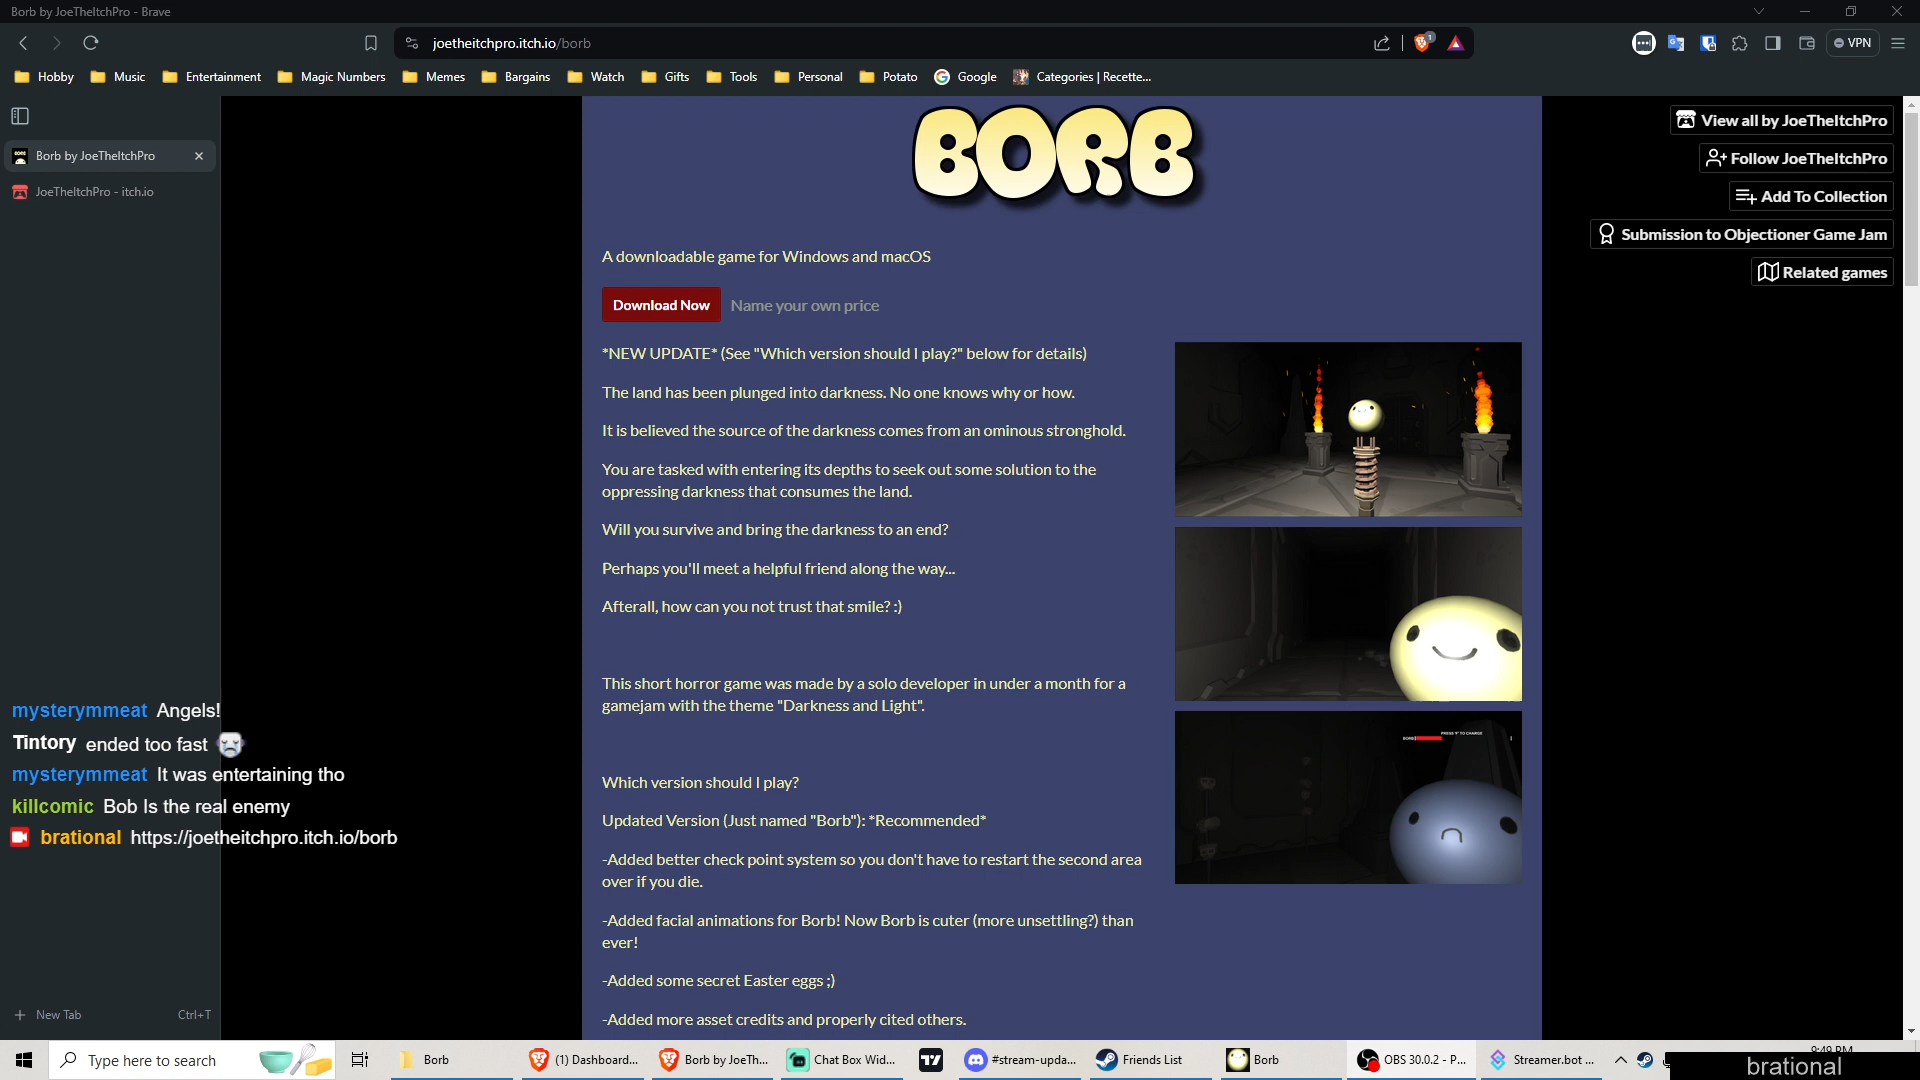 Borb by JoeTheItchPro - Brave
joetheitchpro.itch.io/borb
1
VPN
Hobby Music Entertainment Magic Numbers Memes Bargains Watch Gifts Tools Personal Potato Google Categories | Recette...
Borb by JoeTheItchPro
JoeTheItchPro - itch.io
BORB
View all by JoeTheItchPro
Follow JoeTheItchPro
Add To Collection
Submission to Objectioner Game Jam
Related games
A downloadable game for Windows and macOS
Download Now Name your own price
*NEW UPDATE* (See "Which version should I play?" below for details)
The land has been plunged into darkness. No one knows why or how.
It is believed the source of the darkness comes from an ominous stronghold.
You are tasked with entering its depths to seek out some solution to the
oppressing darkness that consumes the land.
Will you survive and bring the darkness to an end?
Perhaps you'll meet a helpful friend along the way...
Afterall, how can you not trust that smile? :)
This short horror game was made by a solo developer in under a month for a
gamejam with the theme "Darkness and Light".
Which version should I play?
Updated Version (Just named "Borb"): *Recommended*
-Added better check point system so you don't have to restart the second area
over if you die.
-Added facial animations for Borb! Now Borb is cuter (more unsettling?) than
ever!
-Added some secret Easter eggs ;)
-Added more asset credits and properly cited others.
BORB
mysterymmeat Angels!
Tintory ended too fast
mysterymmeat It was entertaining tho
killcomic Bob Is the real enemy
brational https://joetheitchpro.itch.io/borb
New Tab Ctrl+T
Type here to search
Borb
(1) Dashboard...
Borb by JoeTh...
Chat Box Wid...
#stream-upda...
Friends List
Borb
OBS 30.0.2 - P...
Streamer.bot ...
brational